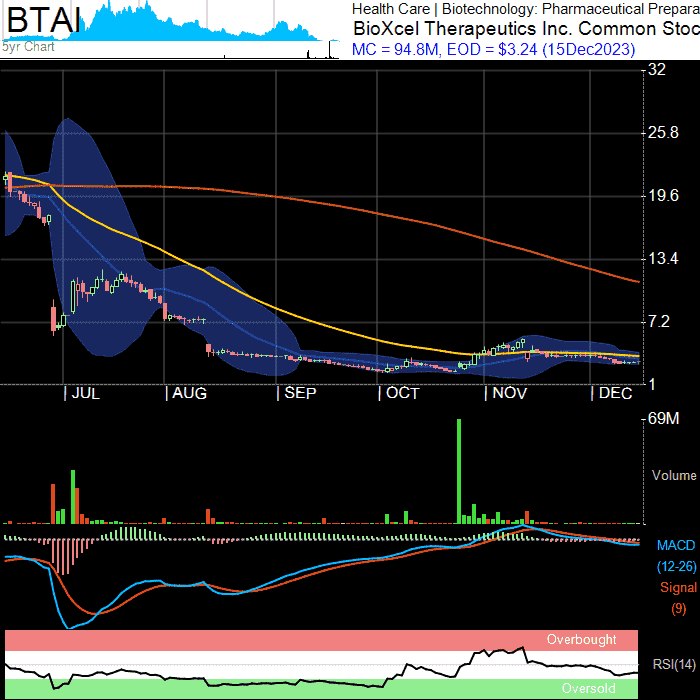 BTAI
5yr Chart
Health Care | Biotechnology: Pharmaceutical Prepara
BioXcel Therapeutics Inc. Common Stoc
MC = 94.8M, EOD = $3.24 (15Dec2023)
32
25.8
19.6
13.4
7.2
1
| JUL | AUG | SEP | OCT | NOV | DEC
69M
Volume
MACD
(12-26)
Signal
(9)
Overbought
RSI(14)
Oversold